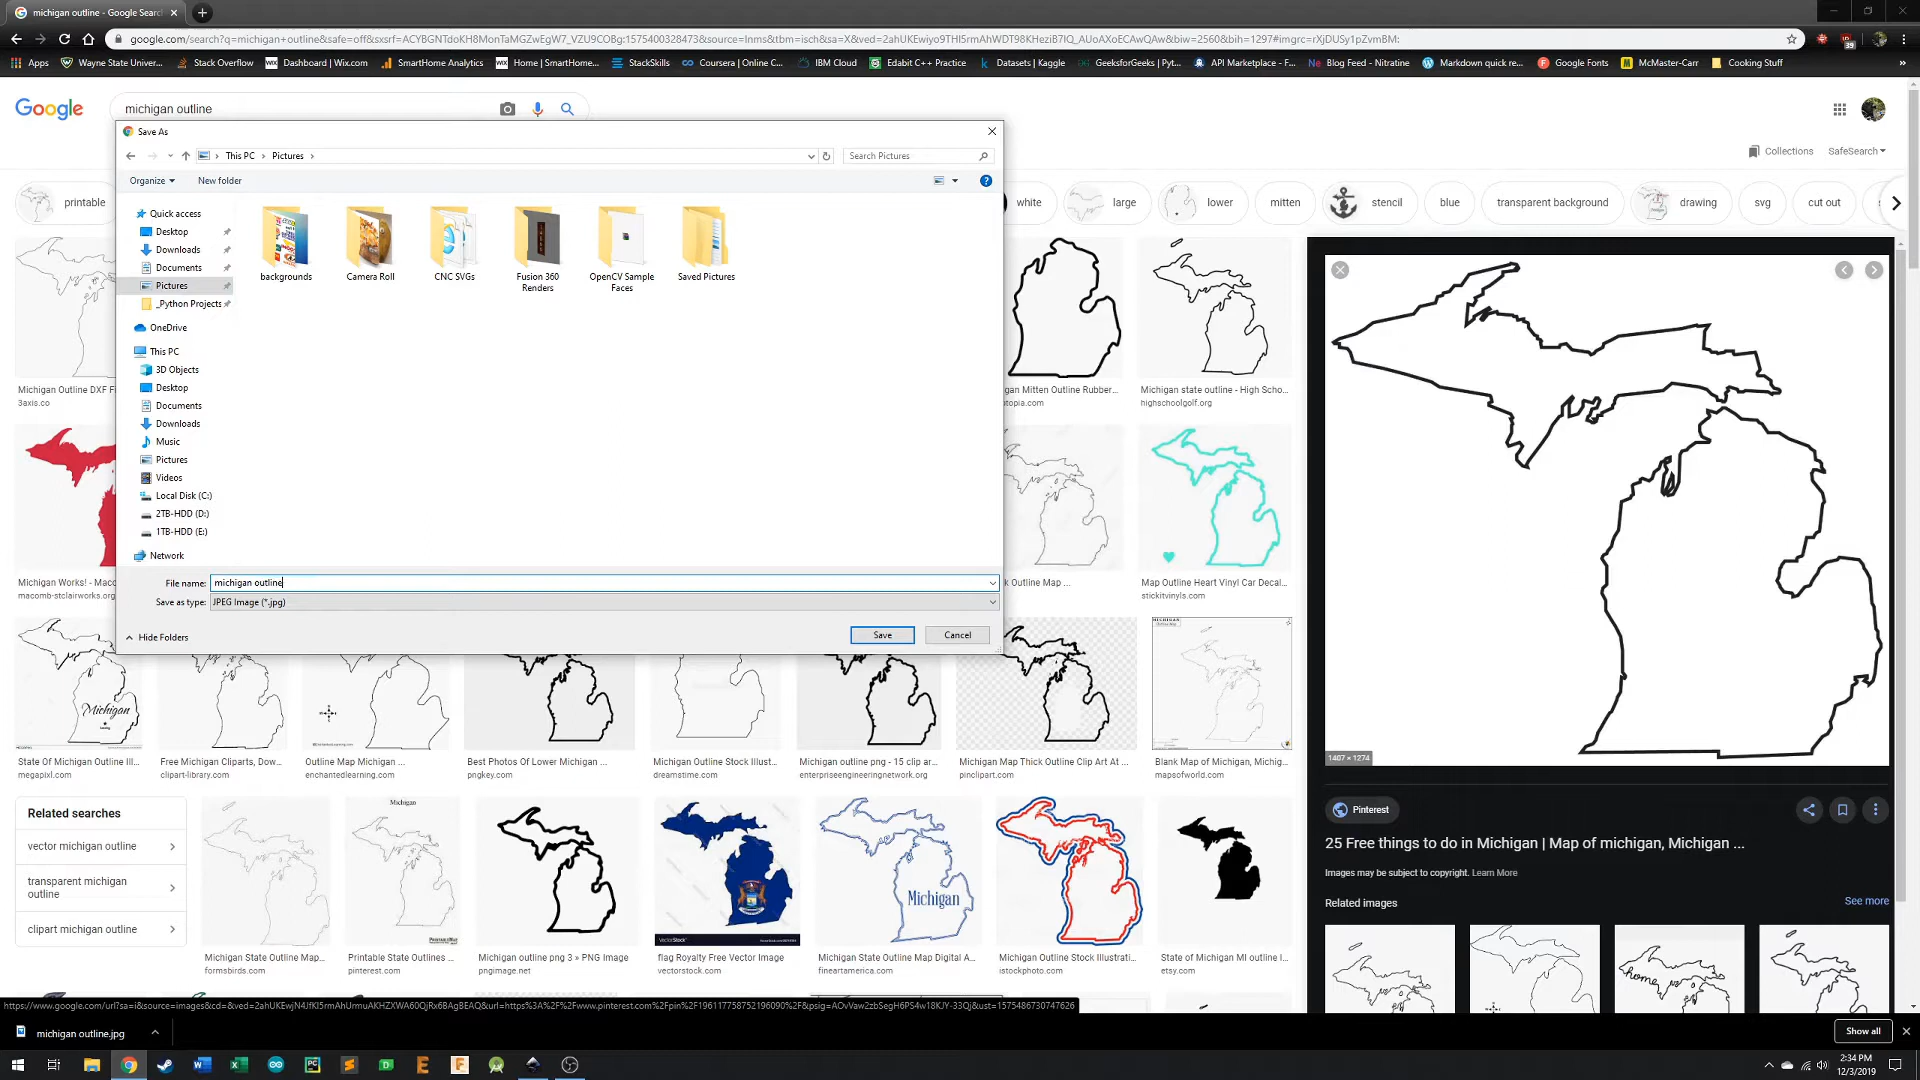 michigan outline - Google Searc
google.com/search?q=michigan+outline&safe=off&sxsrf=ACYBGNTdoKH8MonTaMGZwEgW7_VZU9COBg:1575400328473&source=lnms&tbm=isch&sa=X&ved=2ahUKEwiyo9THI5rmAhWDT98KHeziB7IQ_AUoAXoECAwQAw&biw=2560&bih=1297#imgrc=rXjDUSy1pZvmBM:
Apps Wayne State Univer... Stack Overflow Dashboard | Wix.com SmartHome Analytics Home | SmartHome... StackSkills Coursera | Online C... IBM Cloud Edabit C++ Practice Datasets | Kaggle GeeksforGeeks | Pyt... API Marketplace - F... Blog Feed - Nitratine Markdown quick re... Google Fonts McMaster-Carr Cooking Stuff
Google michigan outline
Save As
This PC > Pictures >
Search Pictures
Collections SafeSearch
Organize New folder
printable white large lower mitten stencil blue transparent background drawing svg cut out
Quick access
Desktop
Downloads
Documents
Pictures
_Python Projects
OneDrive
This PC
3D Objects
Desktop
Documents
Downloads
Music
Pictures
Videos
Local Disk (C:)
2TB-HDD (D:)
1TB-HDD (E:)
Network
backgrounds
Camera Roll
CNC SVGs
Fusion 360
Renders
OpenCV Sample
Faces
Saved Pictures
File name: michigan outline
Save as type: JPEG Image (*.jpg)
Hide Folders
Save Cancel
Michigan Outline DXF Fi
3axis.co
gan Mitten Outline Rubber...
topia.com
Michigan state outline - High Scho...
highschoolgolf.org
Michigan Works! - Maco
macomb-stclairworks.org
k Outline Map ...
Map Outline Heart Vinyl Car Decal...
stickitvinyls.com
Michigan
State Of Michigan Outline Ill...
megapixl.com
Free Michigan Cliparts, Dow...
clipart-library.com
Outline Map Michigan ...
enchantedlearning.com
Best Photos Of Lower Michigan ...
pngkey.com
Michigan Outline Stock Illust...
dreamstime.com
Michigan outline png - 15 clip ar...
enterpriseengineeringnetwork.org
Michigan Map Thick Outline Clip Art At ...
pinclipart.com
Blank Map of Michigan, Michig...
mapsofworld.com
1407 × 1274
Pinterest
25 Free things to do in Michigan | Map of michigan, Michigan ...
Images may be subject to copyright. Learn More
Related images
See more
home
Related searches
vector michigan outline
transparent michigan
outline
clipart michigan outline
Michigan
VectorStock
Michigan
Michigan State Outline Map...
formsbirds.com
Printable State Outlines ...
pinterest.com
Michigan outline png 3 » PNG Image
pngimage.net
flag Royalty Free Vector Image
vectorstock.com
Michigan State Outline Map Digital A...
fineartamerica.com
Michigan Outline Stock Illustrati...
istockphoto.com
State of Michigan MI outline I...
etsy.com
michigan outline.jpg
Show all
2:34 PM
12/3/2019